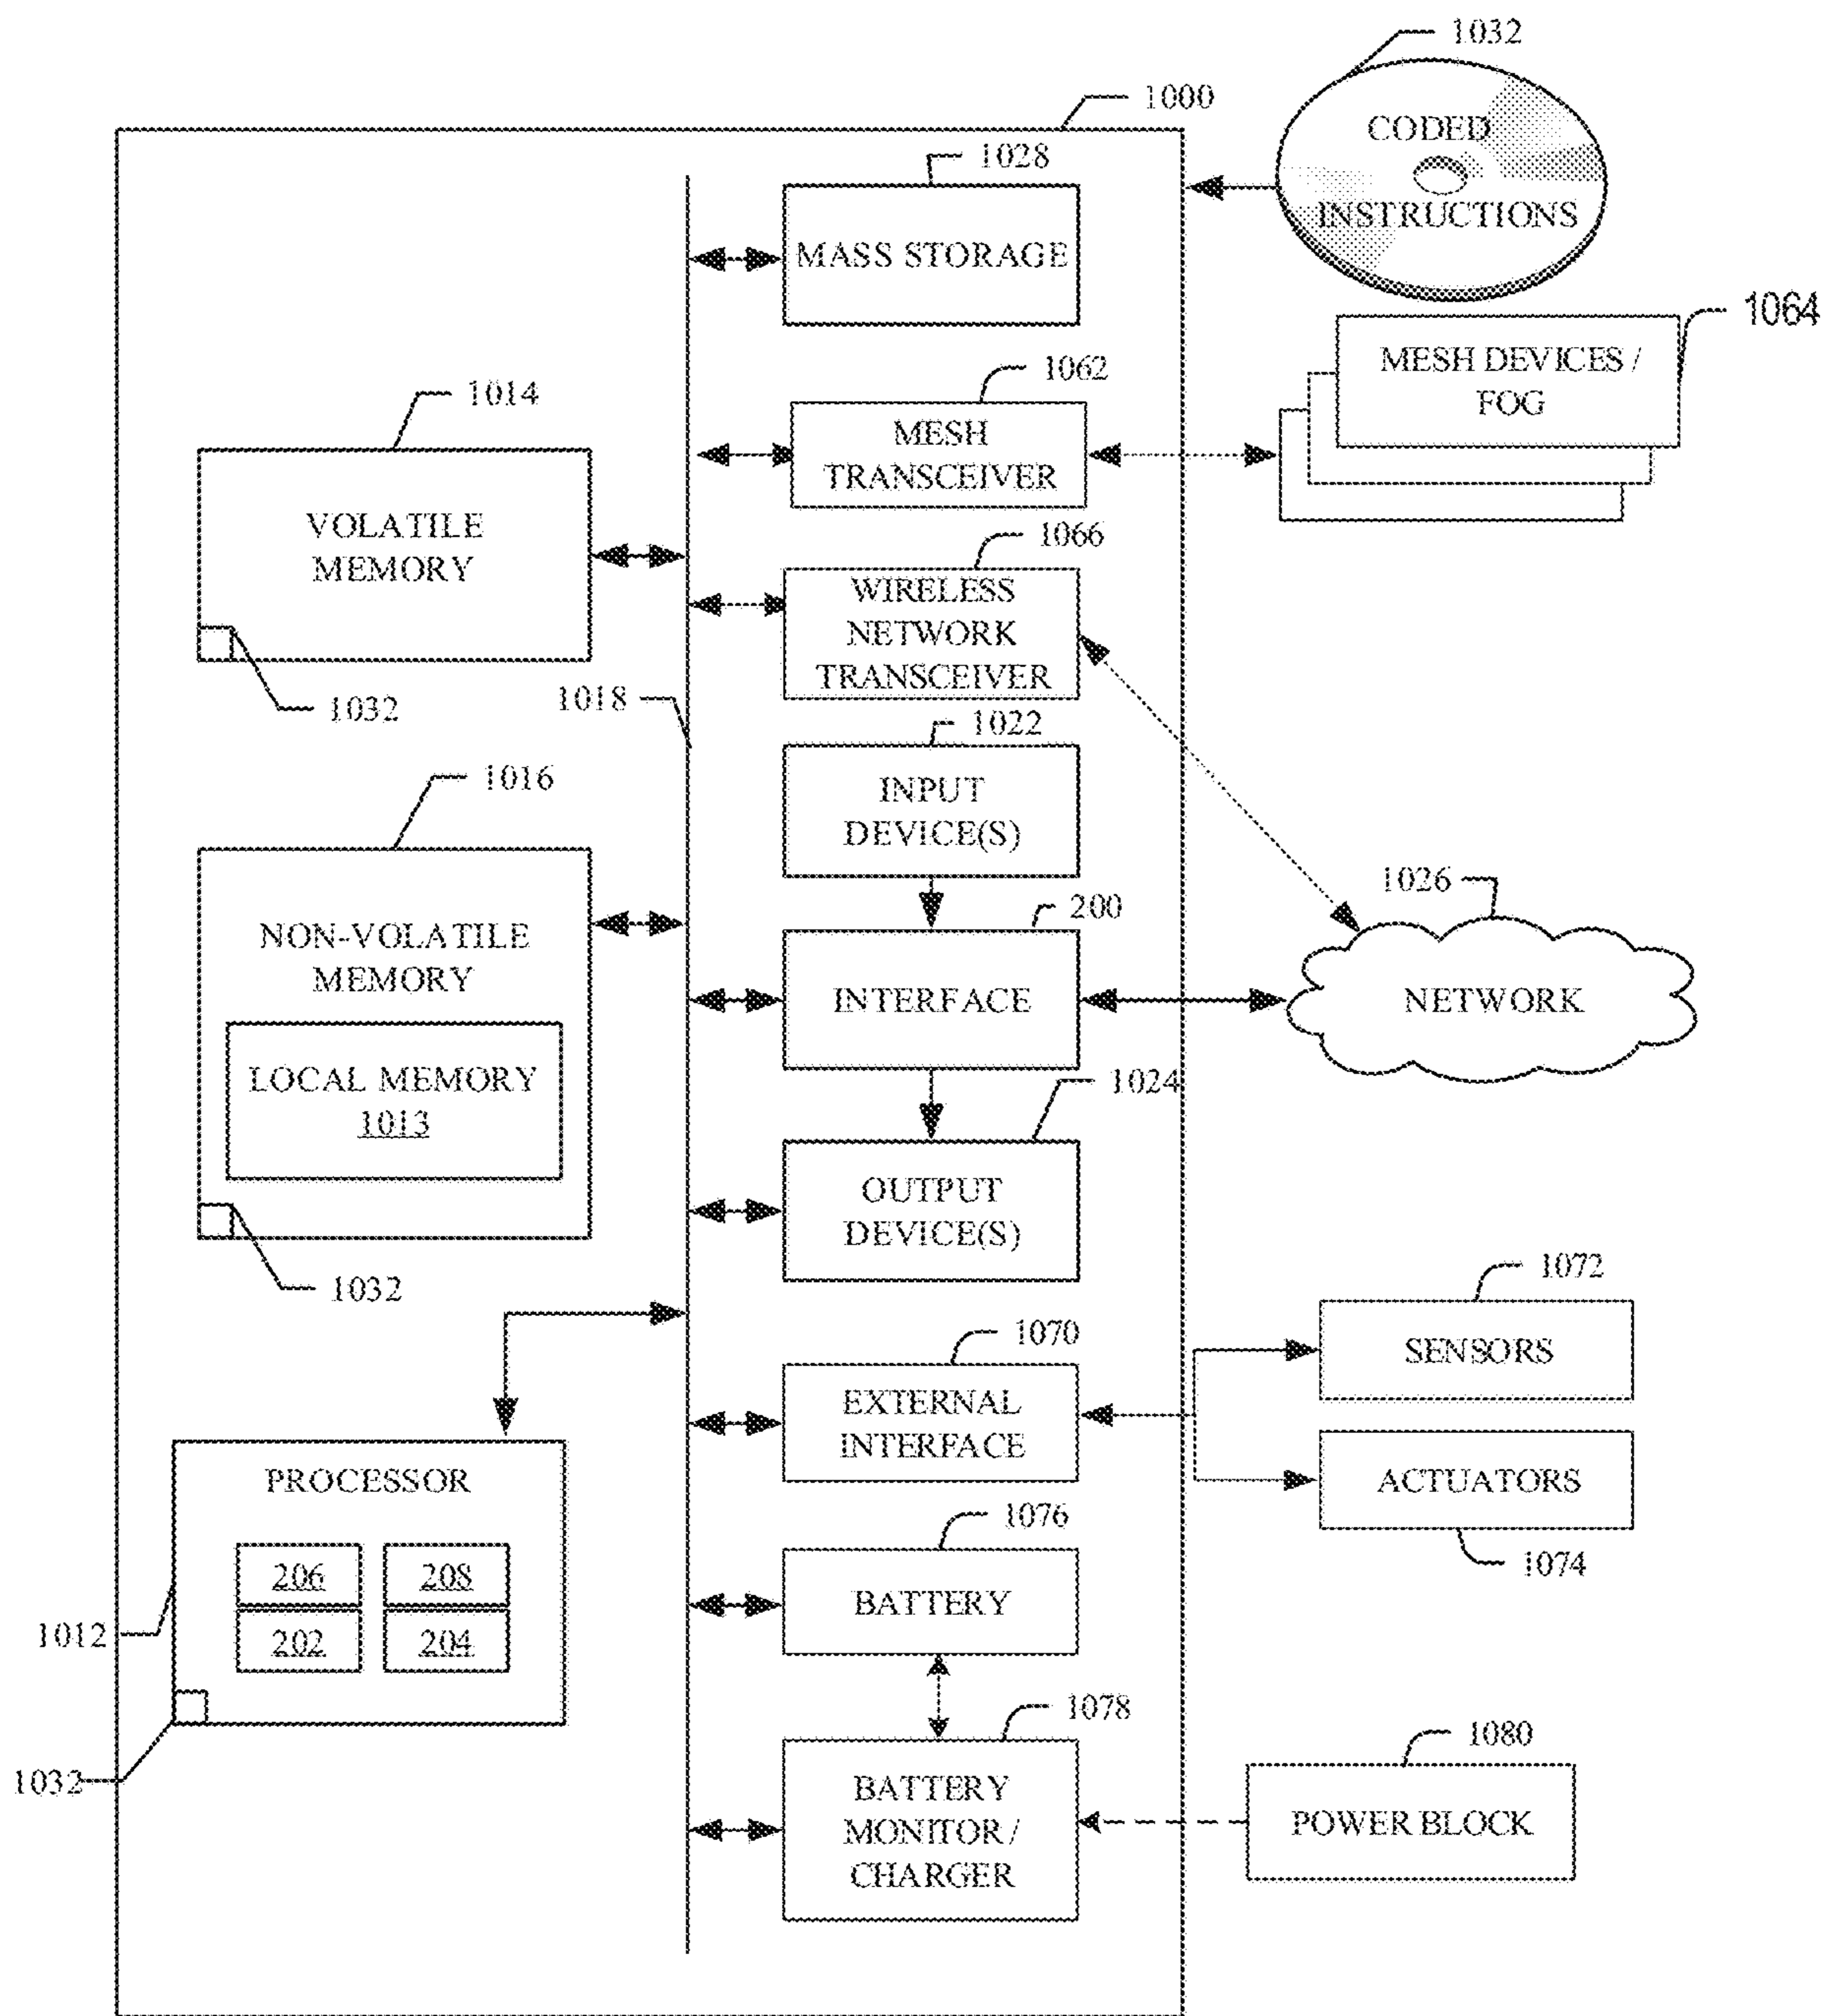 1032
1000
CODED
INSTRUCTIONS
1028
MASS STORAGE
1064
MESH DEVICES /
FOG
1062
MESH
TRANSCEIVER
1014
VOLATILE
MEMORY
1032
1066
WIRELESS
NETWORK
TRANSCEIVER
1018
1022
INPUT
DEVICE(S)
1016
NON-VOLATILE
MEMORY
LOCAL MEMORY
1013
1032
200
INTERFACE
1026
NETWORK
1024
OUTPUT
DEVICE(S)
1072
SENSORS
1070
EXTERNAL
INTERFACE
ACTUATORS
1074
PROCESSOR
206
208
202
204
1012
1032
1076
BATTERY
1078
BATTERY
MONITOR /
CHARGER
1080
POWER BLOCK